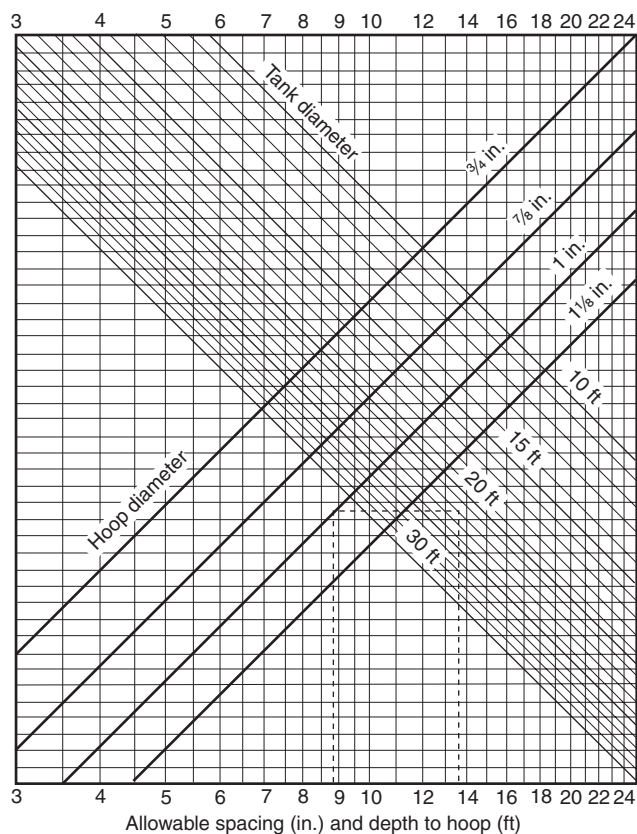 3 4 5 6 7 8 9 10 12 14 16 18 20 22 24
Tank diameter
¾ in.
⅞ in.
1 in.
1⅛ in.
10 ft
15 ft
20 ft
30 ft
Hoop diameter
3 4 5 6 7 8 9 10 12 14 16 18 20 22 24
Allowable spacing (in.) and depth to hoop (ft)